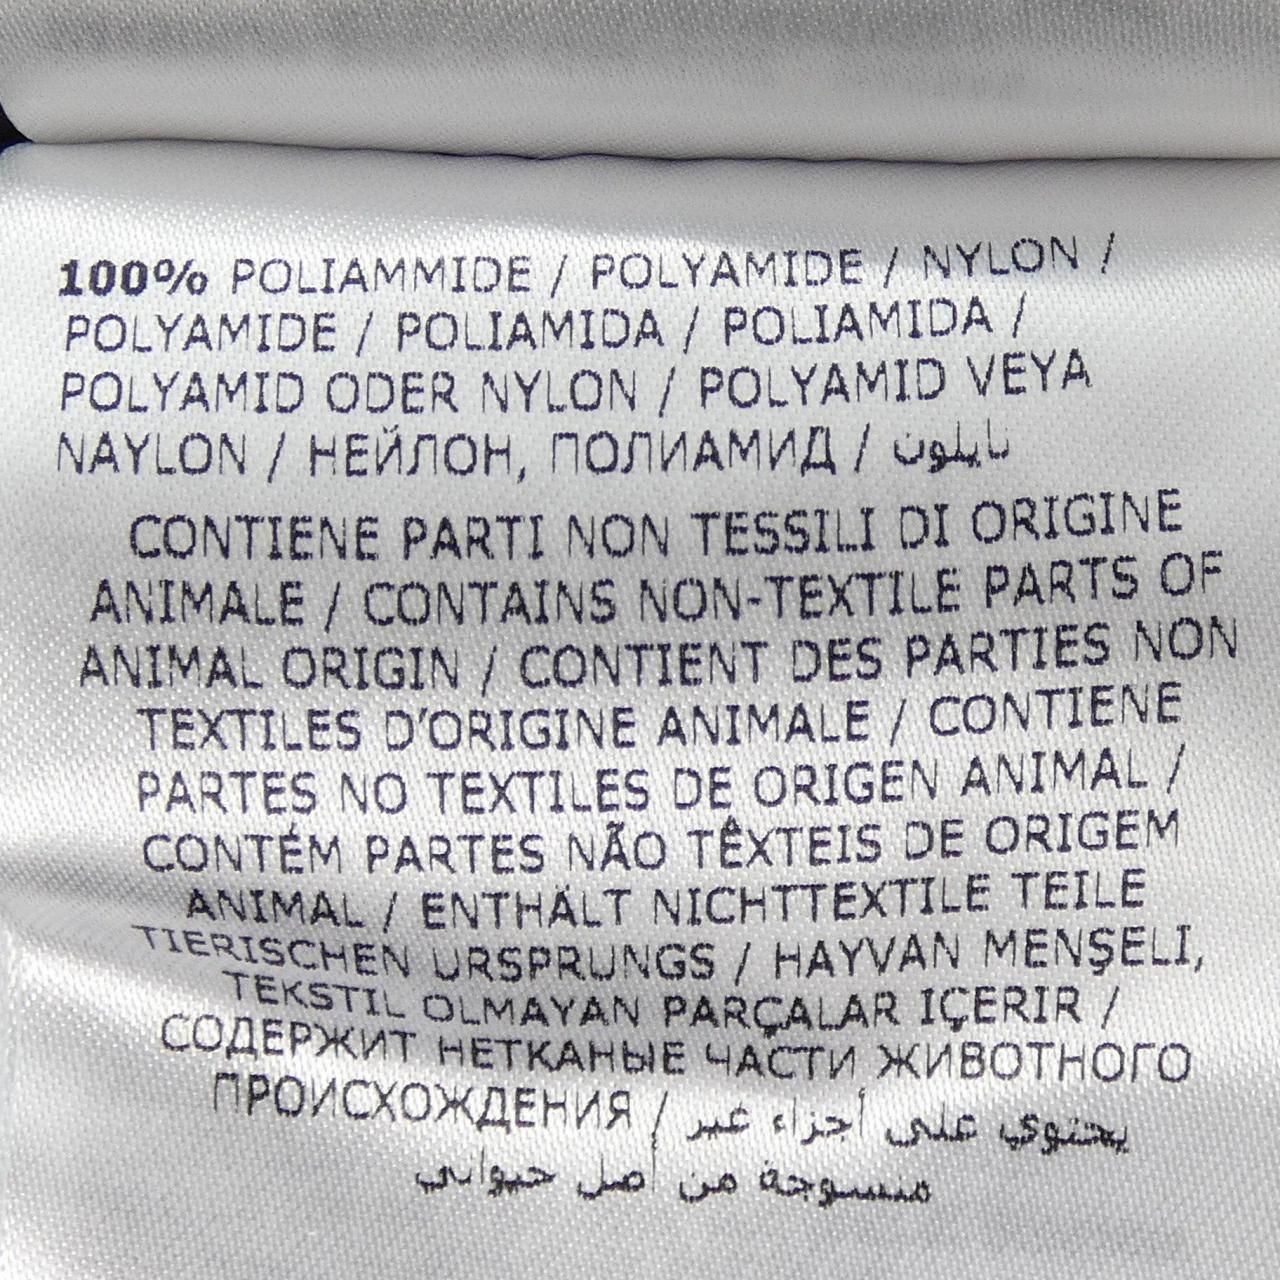 100% POLIAMMIDE / POLYAMIDE / NYLON /
POLYAMIDE / POLIAMIDA / POLIAMIDA /
POLYAMID ODER NYLON / POLYAMID VEYA
NAYLON / НЕЙЛОН, ПОЛИАМИД / نايلون
CONTIENE PARTI NON TESSILI DI ORIGINE
ANIMALE / CONTAINS NON-TEXTILE PARTS OF
ANIMAL ORIGIN / CONTIENT DES PARTIES NON
TEXTILES D'ORIGINE ANIMALE / CONTIENE
PARTES NO TEXTILES DE ORIGEN ANIMAL /
CONTÉM PARTES NÃO TÊXTEIS DE ORIGEM
ANIMAL / ENTHÄLT NICHTTEXTILE TEILE
TIERISCHEN URSPRUNGS / HAYVAN MENŞELI,
TEKSTIL OLMAYAN PARÇALAR IÇERIR /
СОДЕРЖИТ НЕТКАНЫЕ ЧАСТИ ЖИВОТНОГО
ПРОИСХОЖДЕНИЯ / يحتوي على أجزاء غير
منسوجة من أصل حيواني